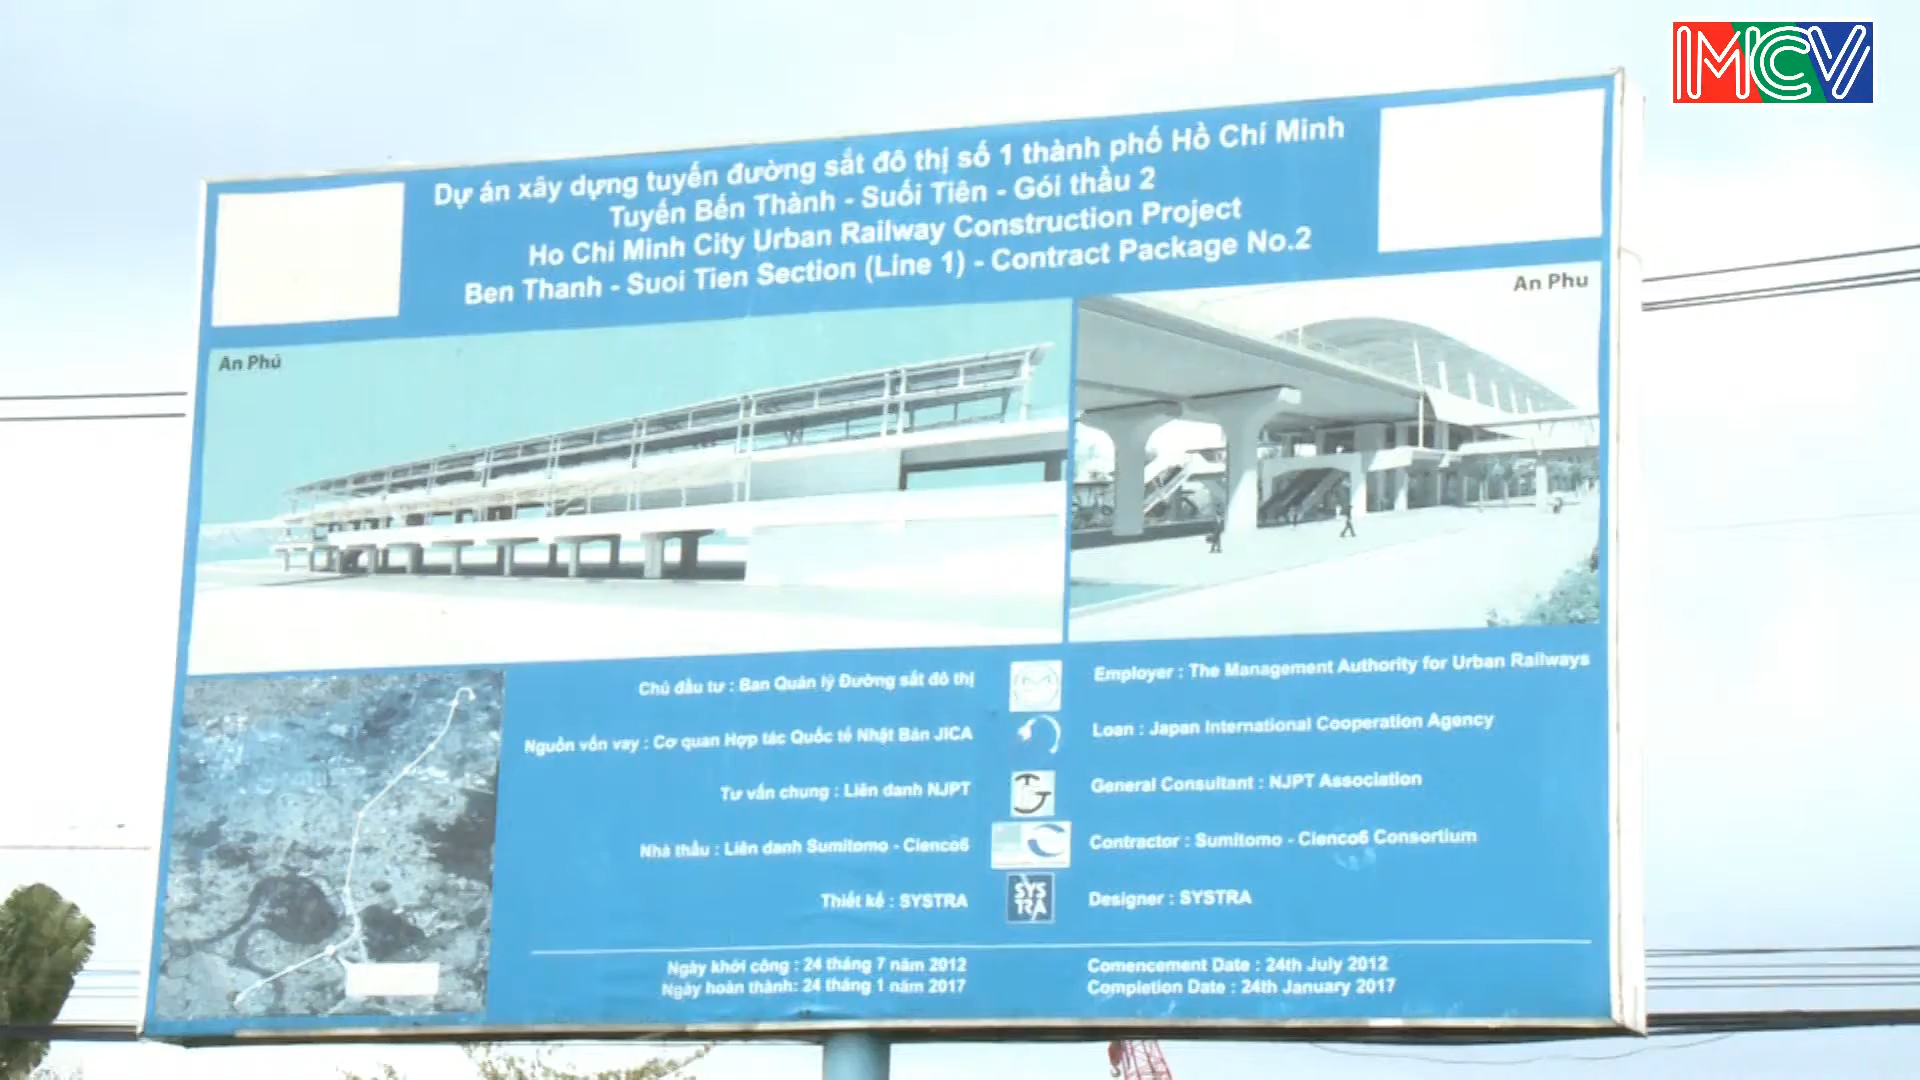 MCV
Dự án xây dựng tuyến đường sắt đô thị số 1 thành phố Hồ Chí Minh
Tuyến Bến Thành - Suối Tiên - Gói thầu 2
Ho Chi Minh City Urban Railway Construction Project
Ben Thanh - Suoi Tien Section (Line 1) - Contract Package No.2
An Phú
An Phu
Chủ đầu tư : Ban Quản lý Đường sắt đô thị
Employer : The Management Authority for Urban Railways
Nguồn vốn vay : Cơ quan Hợp tác Quốc tế Nhật Bản JICA
Loan : Japan International Cooperation Agency
Tư vấn chung : Liên danh NJPT
General Consultant : NJPT Association
Nhà thầu : Liên danh Sumitomo - Cienco6
Contractor : Sumitomo - Cienco6 Consortium
Thiết kế : SYSTRA
SYS
TRA
Designer : SYSTRA
Ngày khởi công : 24 tháng 7 năm 2012
Comencement Date : 24th July 2012
Ngày hoàn thành: 24 tháng 1 năm 2017
Completion Date : 24th January 2017